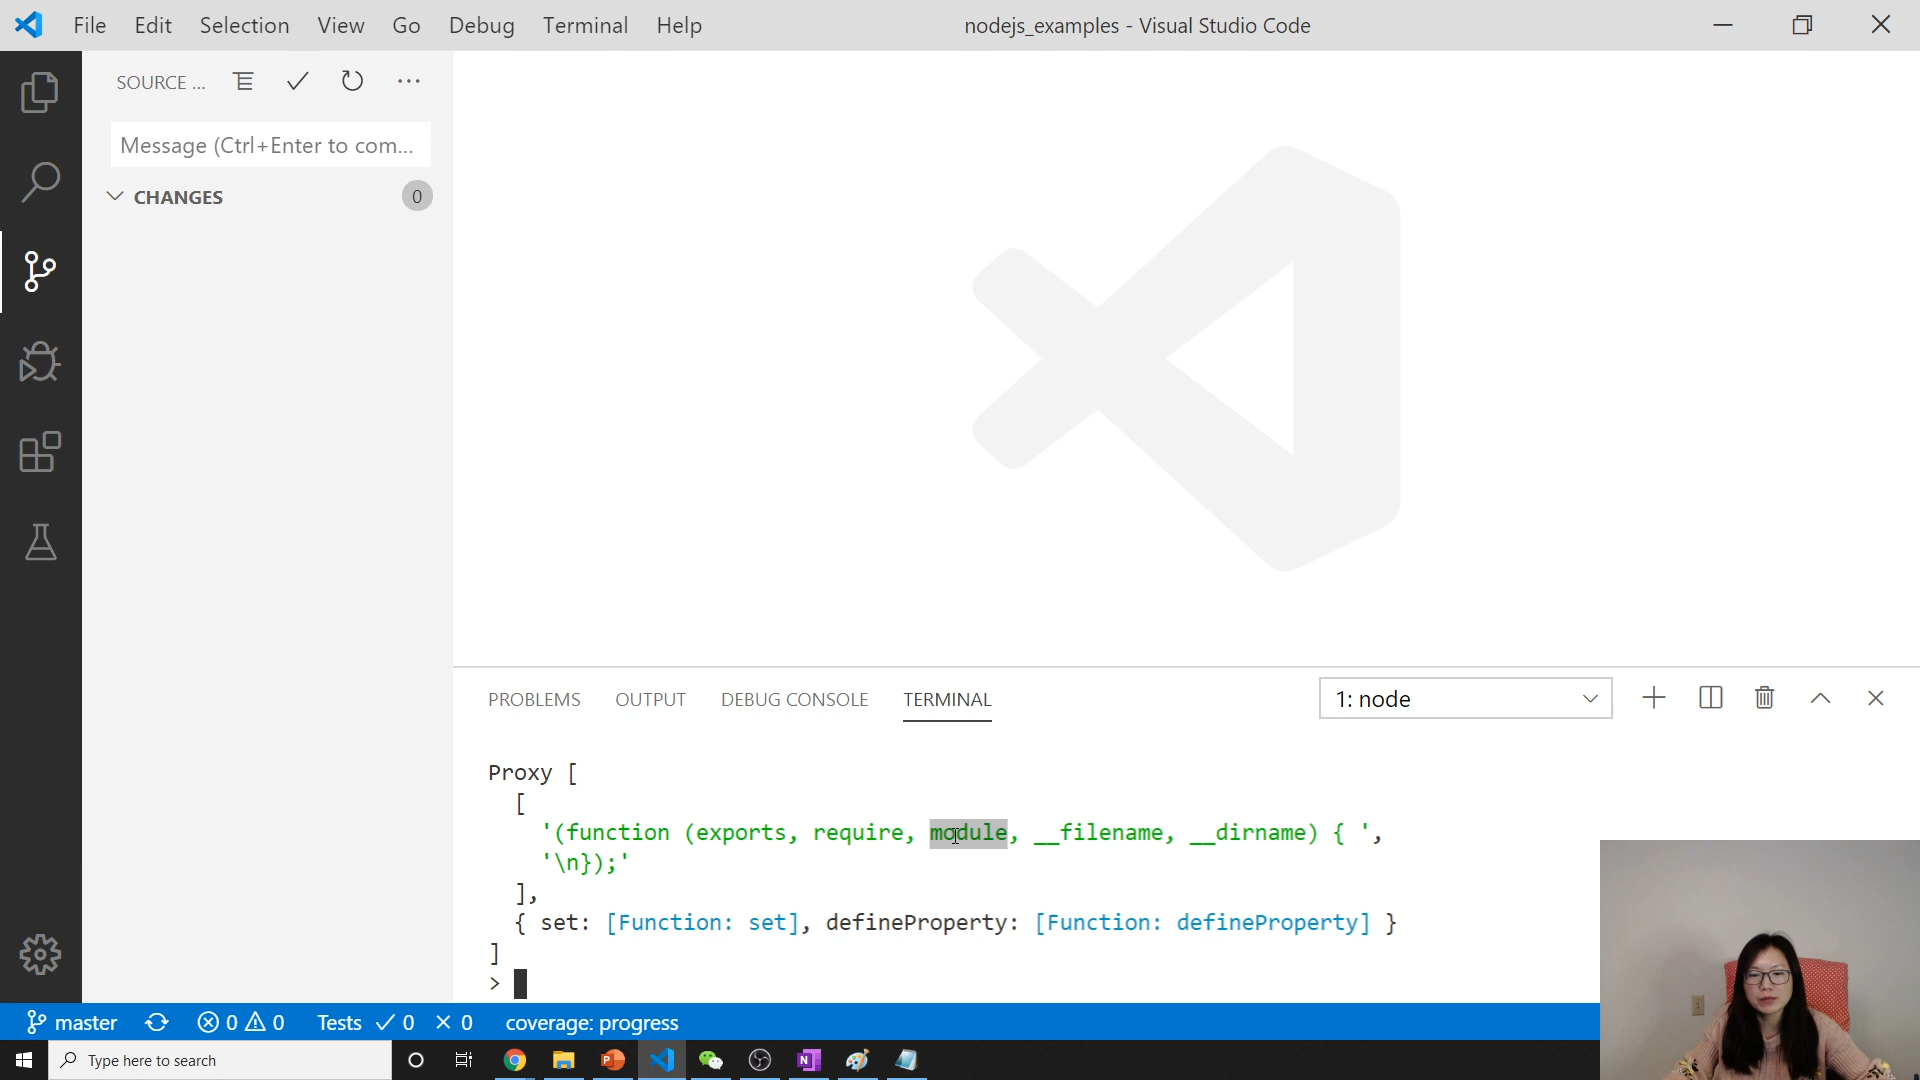 File Edit Selection View Go Debug Terminal Help nodejs_examples - Visual Studio Code
SOURCE ...
Message (Ctrl+Enter to com...
CHANGES 0
PROBLEMS OUTPUT DEBUG CONSOLE TERMINAL 1: node
Proxy [
[
'(function (exports, require, module, __filename, __dirname) { ',
'\n});'
],
{ set: [Function: set], defineProperty: [Function: defineProperty] }
]
>
master 0 0 Tests 0 0 coverage: progress
Type here to search